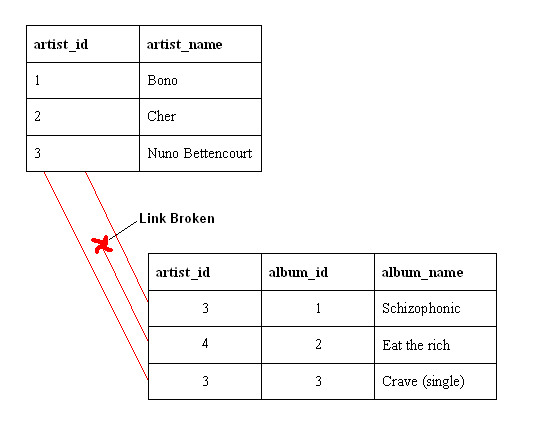 artist_id artist_name
1 Bono
2 Cher
3 Nuno Bettencourt
Link Broken
artist_id album_id album_name
3 1 Schizophonic
4 2 Eat the rich
3 3 Crave (single)